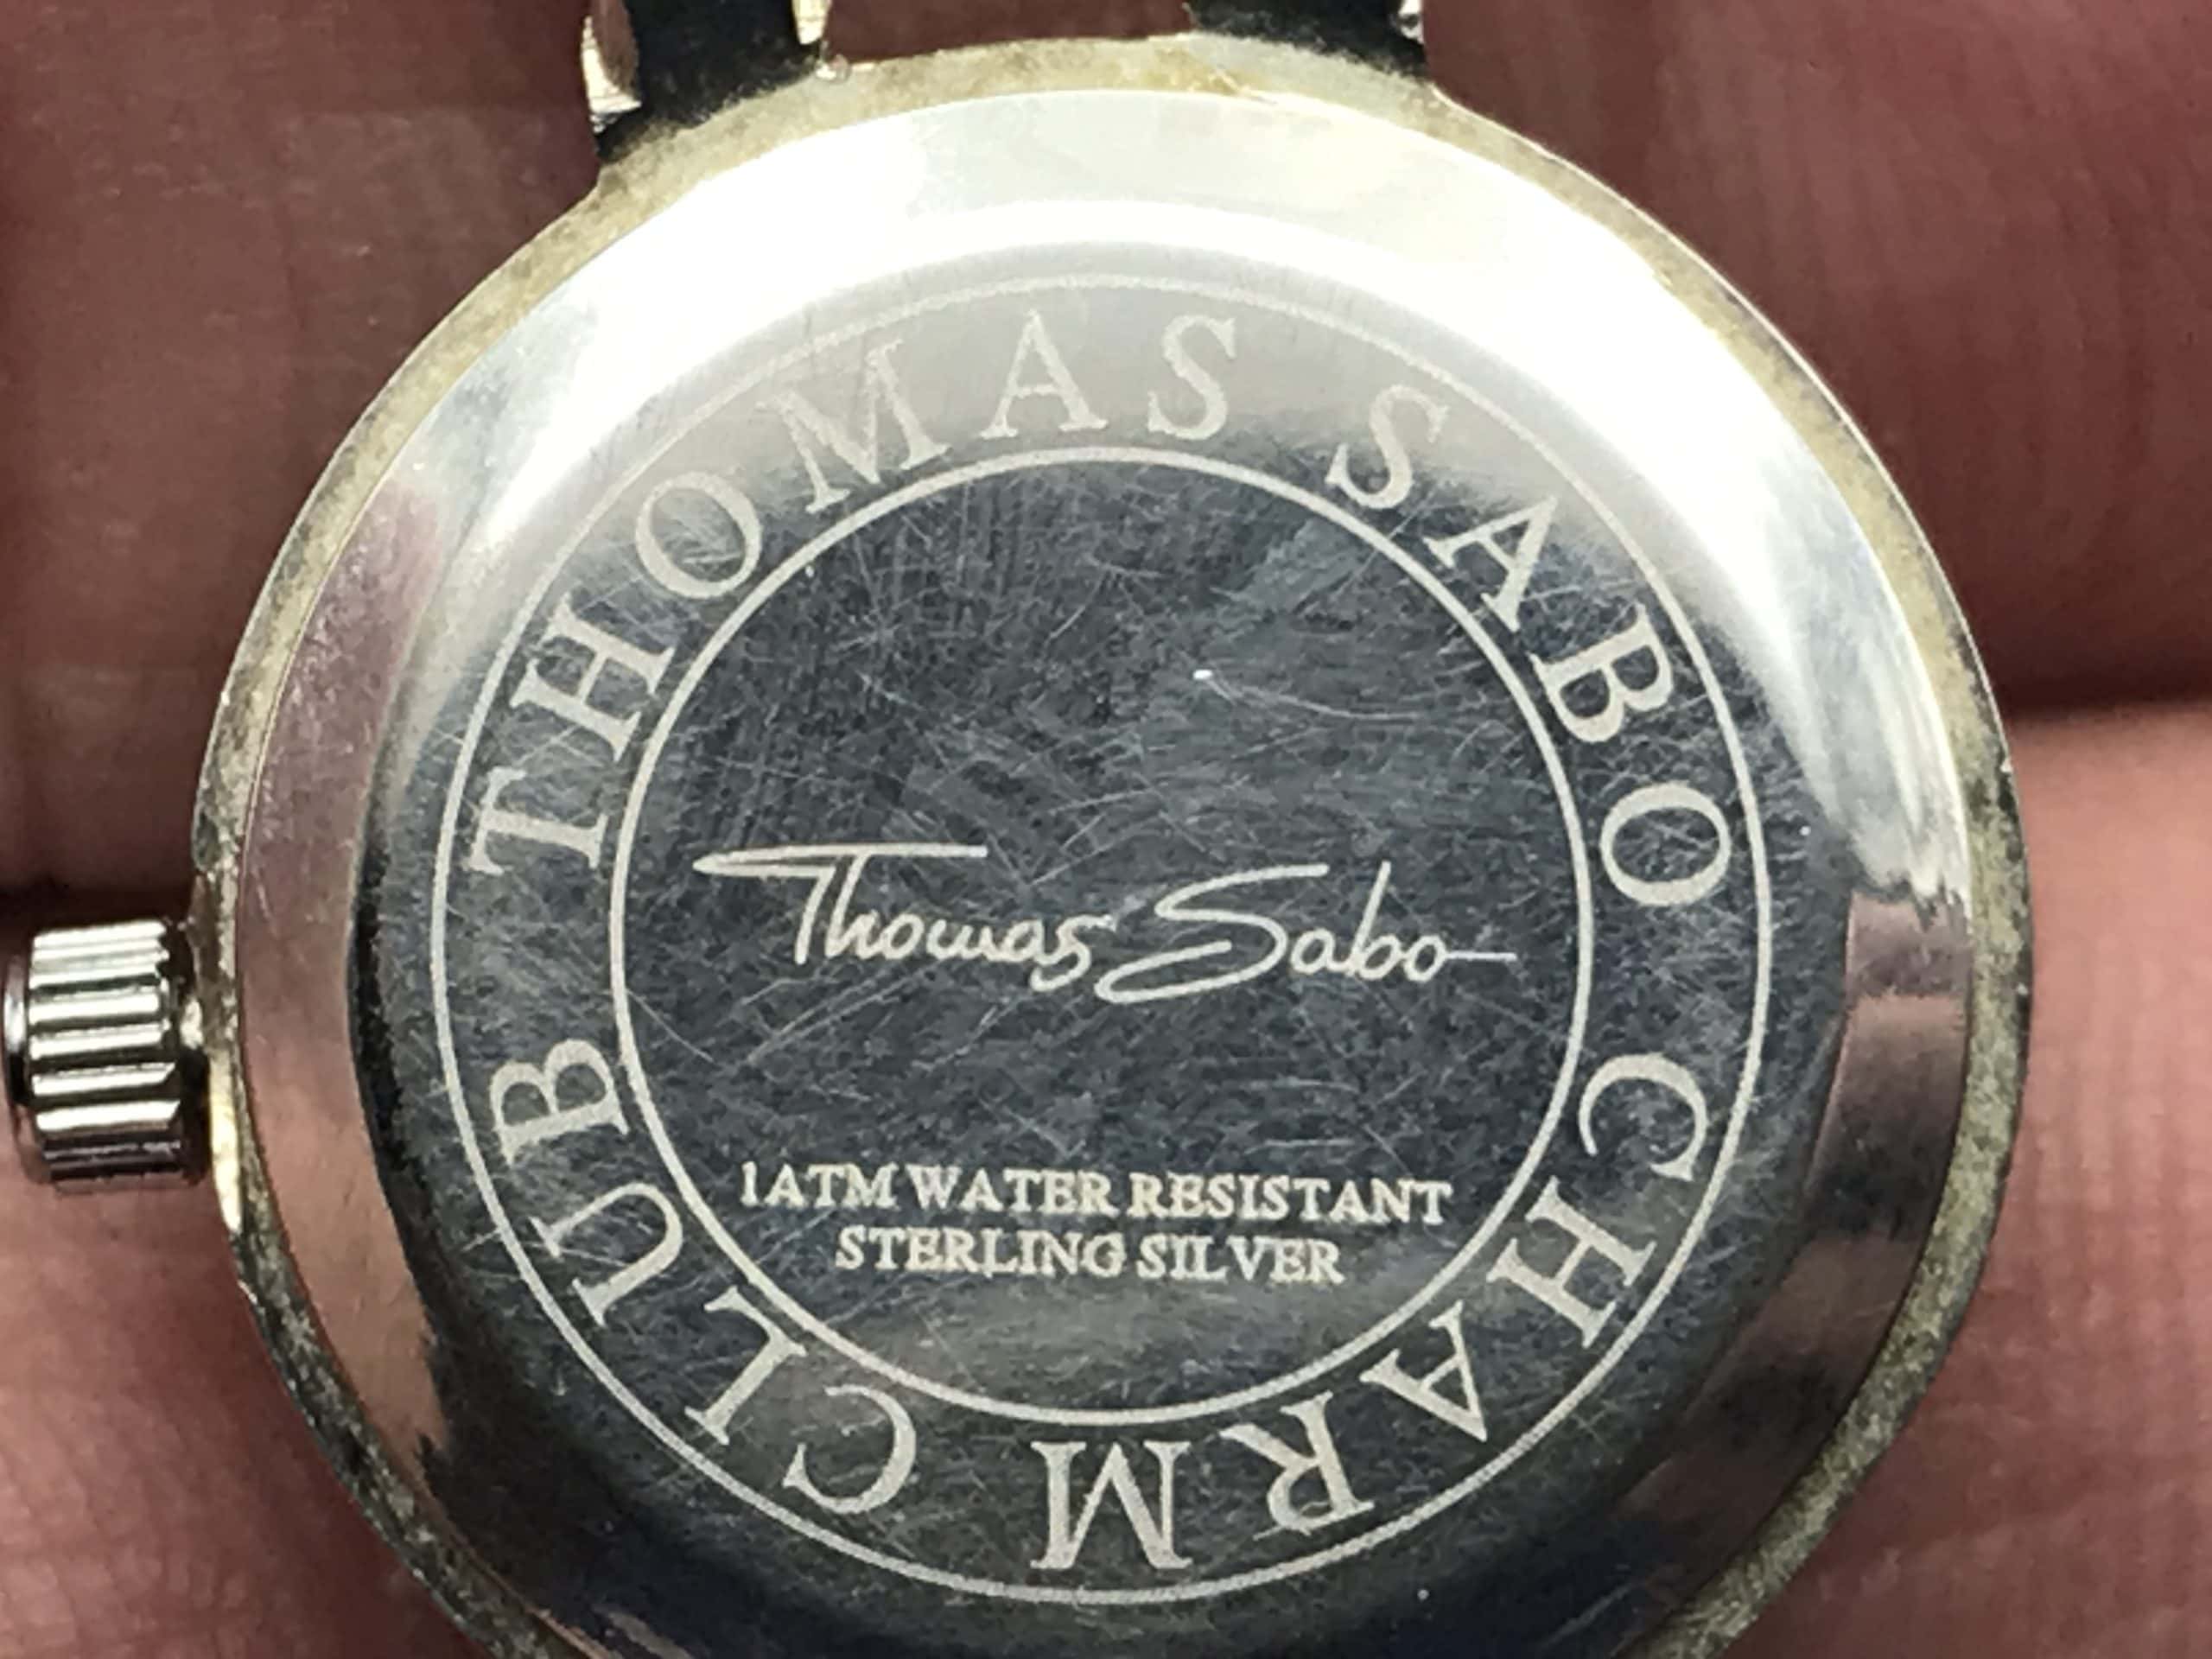 THOMAS SABO CHARM CLUB
Thomas Sabo
1ATM WATER RESISTANT
STERLING SILVER